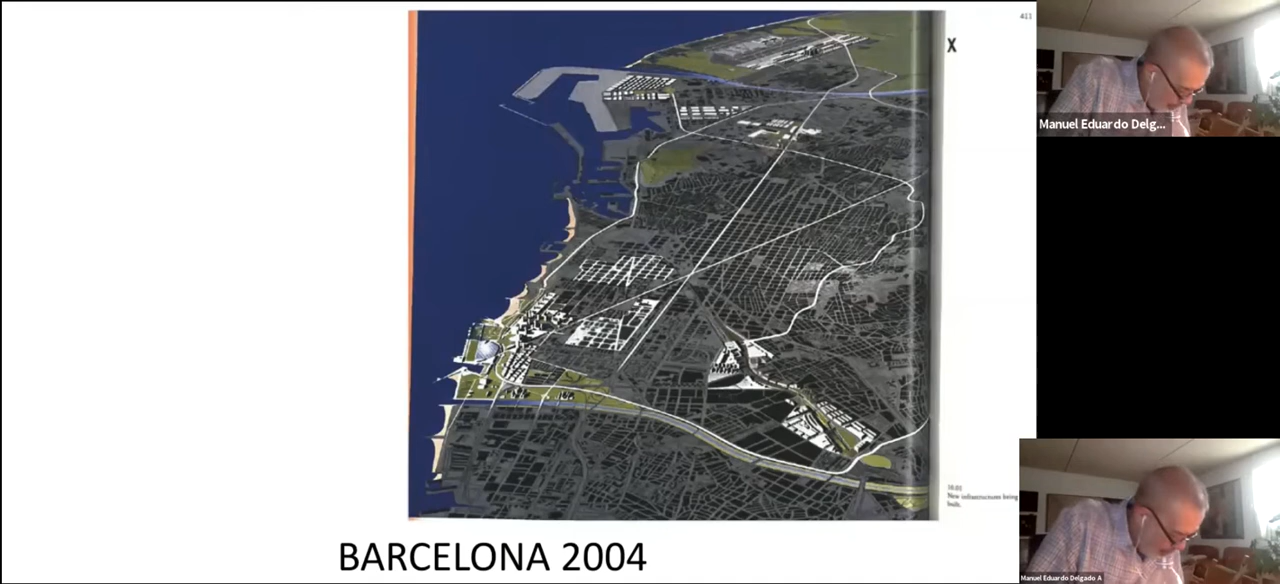 411
X
Manuel Eduardo Delg...
10.01
New infrastructures being
built.
BARCELONA 2004
Manuel Eduardo Delgado A